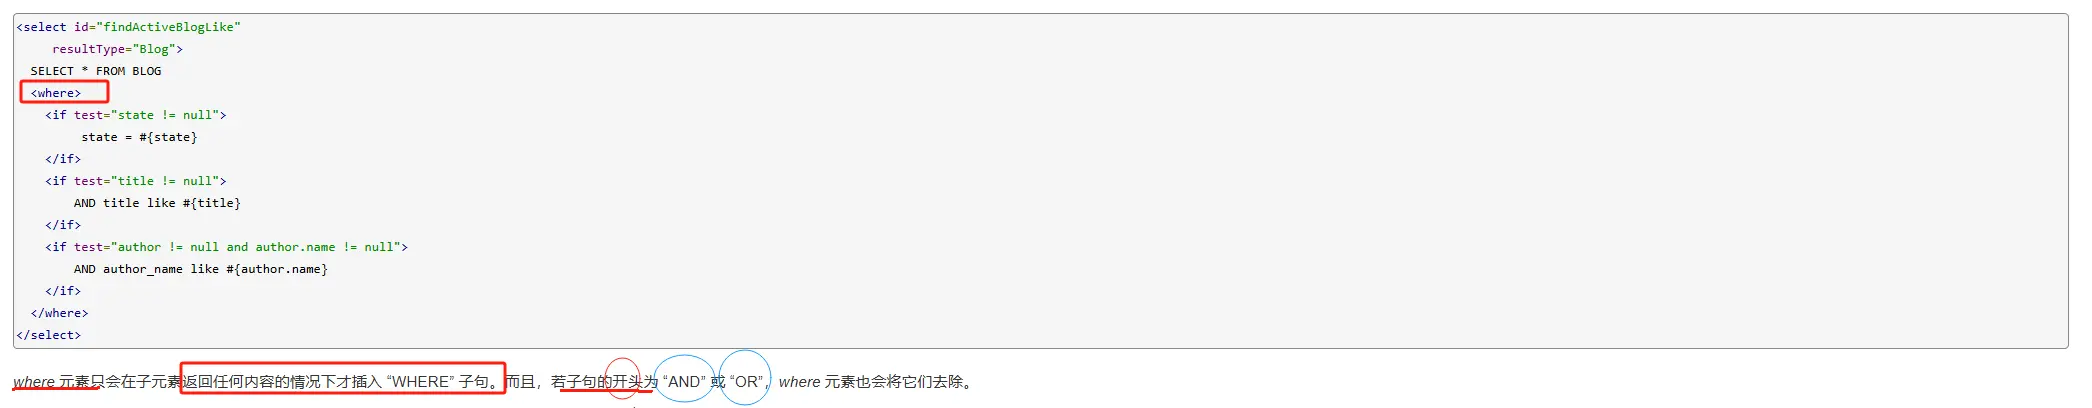 <select id="findActiveBlogLike"
     resultType="Blog">
  SELECT * FROM BLOG
  <where>
    <if test="state != null">
         state = #{state}
    </if>
    <if test="title != null">
        AND title like #{title}
    </if>
    <if test="author != null and author.name != null">
        AND author_name like #{author.name}
    </if>
  </where>
</select>
where 元素只会在子元素返回任何内容的情况下才插入 “WHERE” 子句。而且，若子句的开头为 “AND” 或 “OR”，where 元素也会将它们去除。